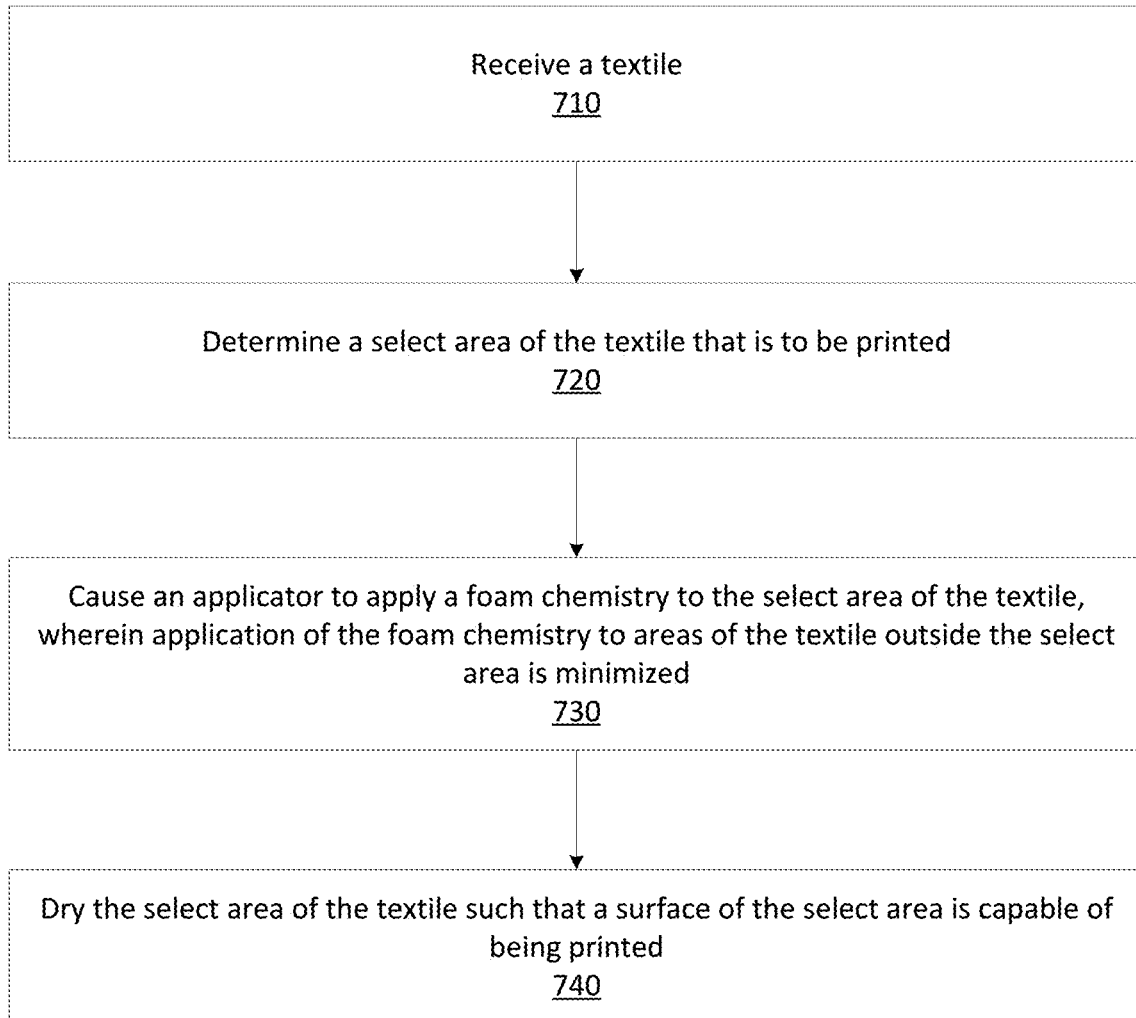 Receive a textile
710
Determine a select area of the textile that is to be printed
720
Cause an applicator to apply a foam chemistry to the select area of the textile,
wherein application of the foam chemistry to areas of the textile outside the select
area is minimized
730
Dry the select area of the textile such that a surface of the select area is capable of
being printed
740